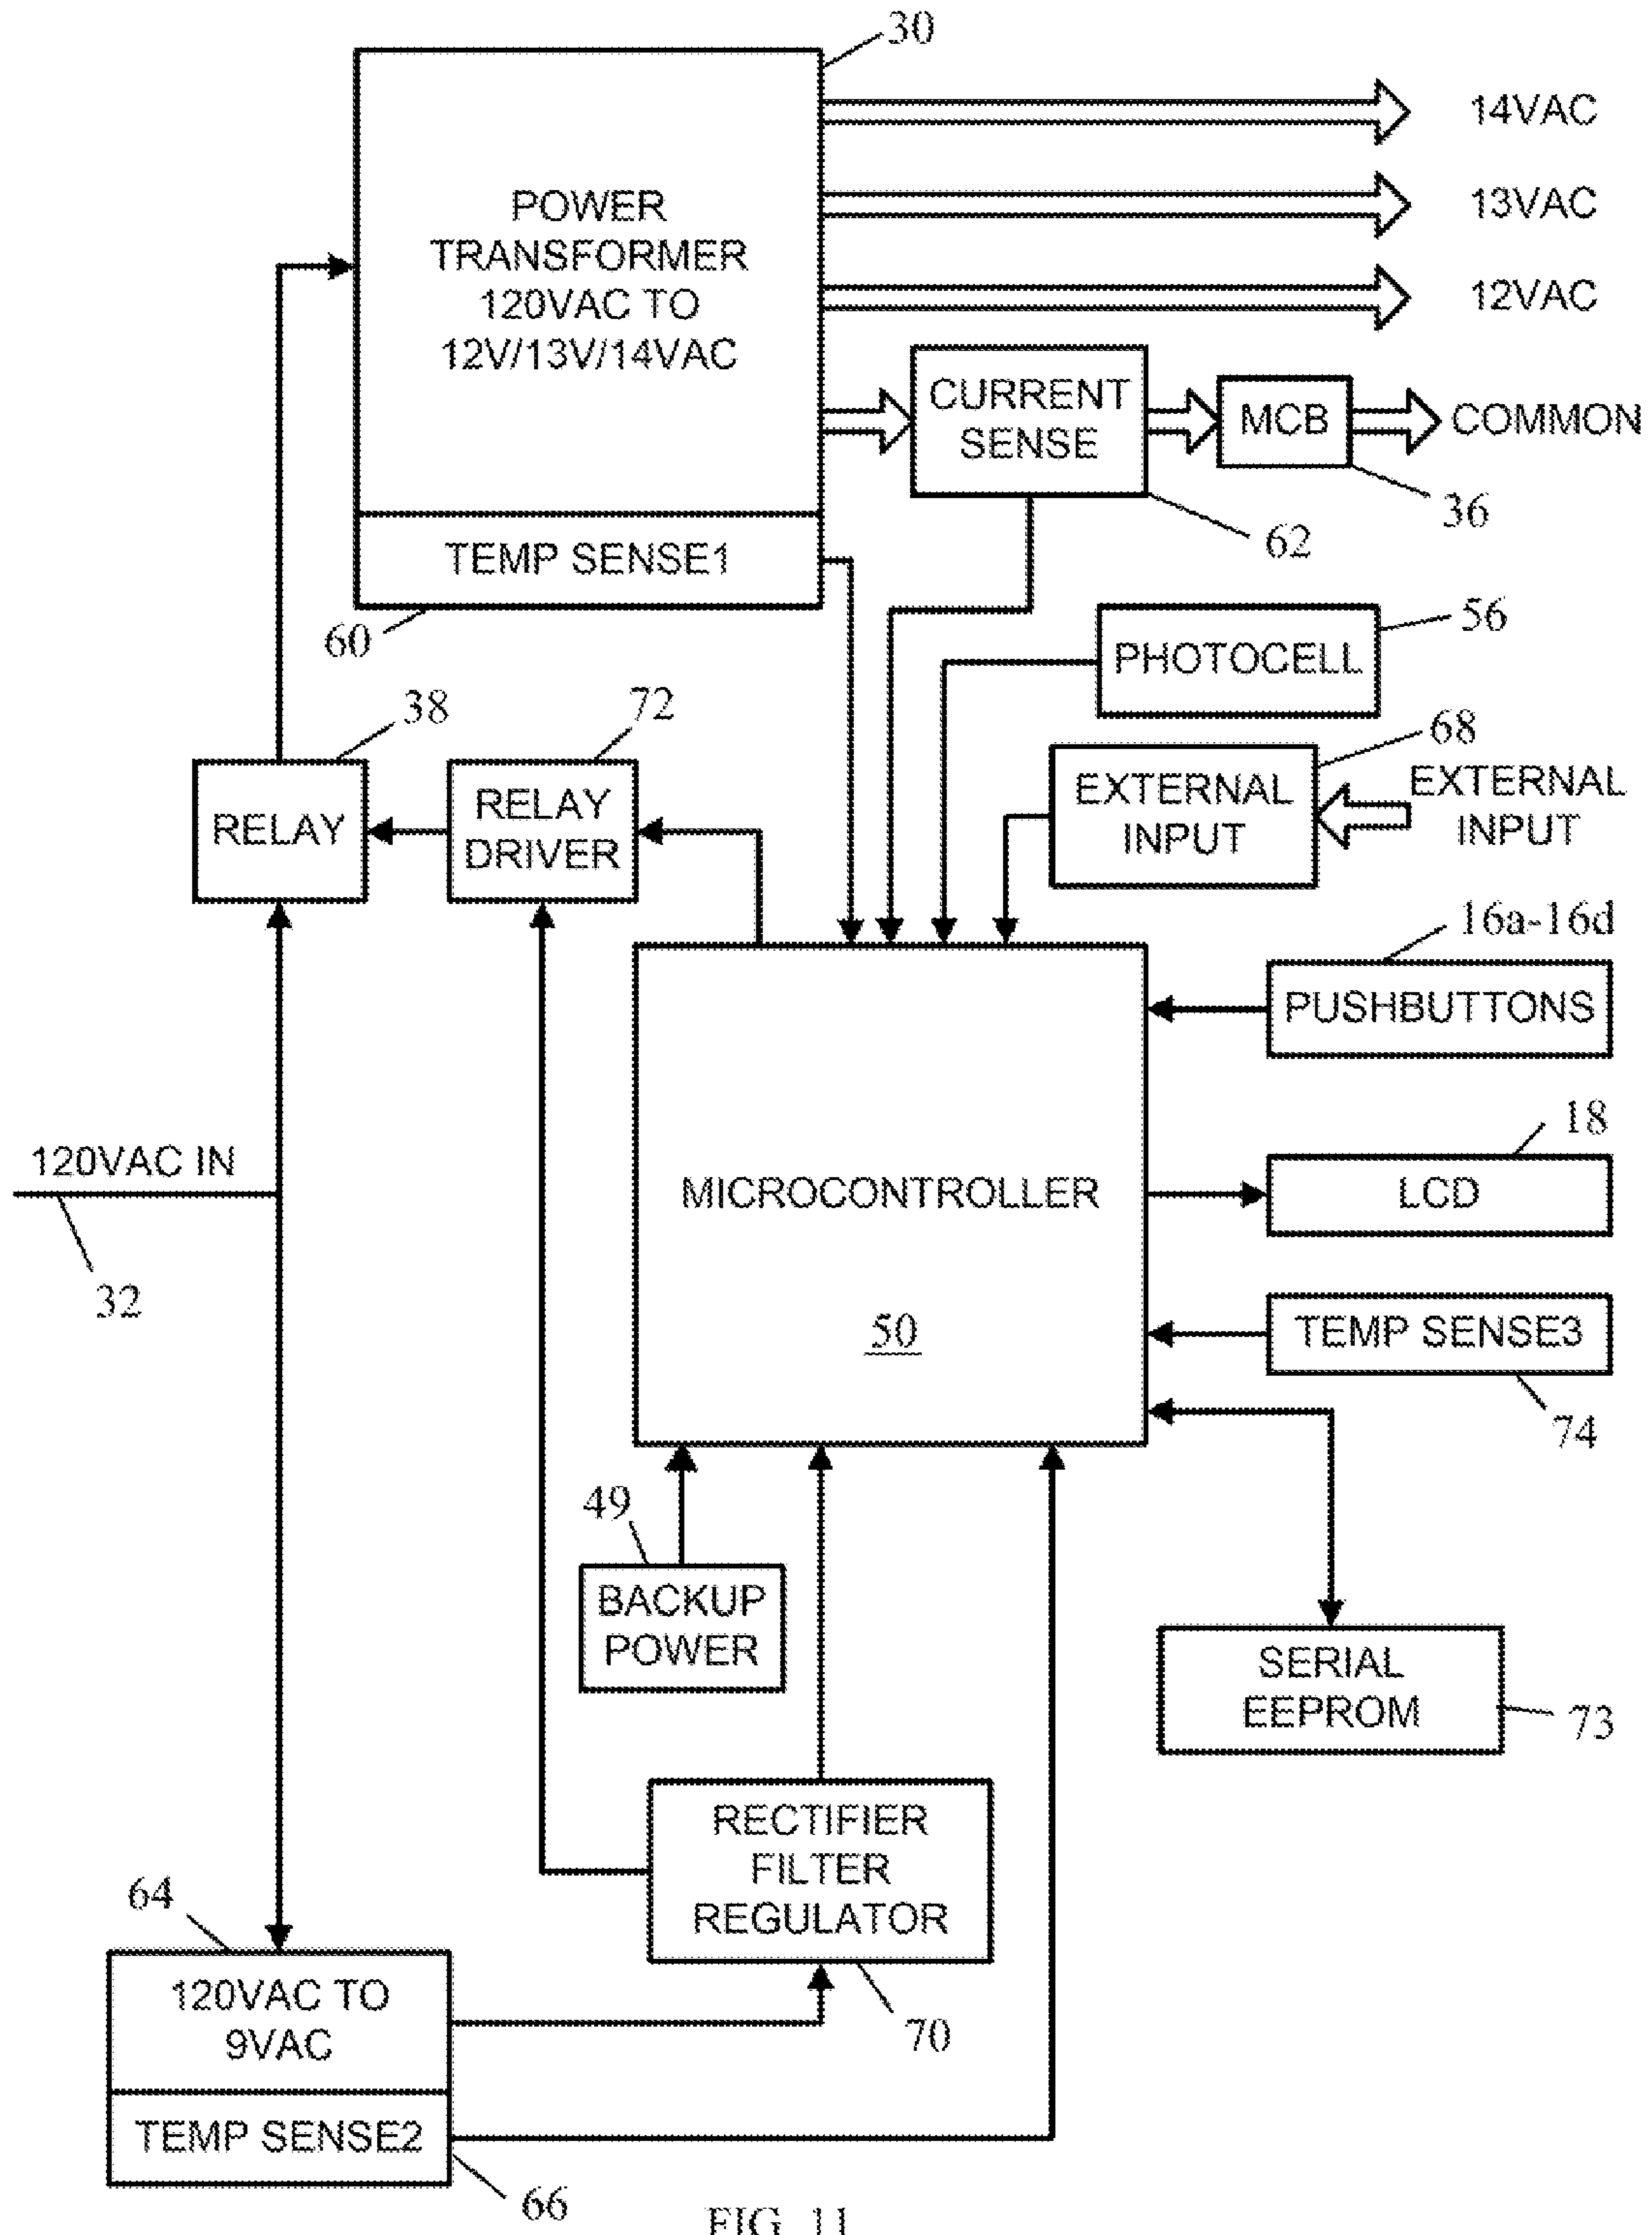 30
14VAC
13VAC
12VAC
POWER
TRANSFORMER
120VAC TO
12V/13V/14VAC
CURRENT
SENSE
MCB
COMMON
36
62
TEMP SENSE1
60
56
PHOTOCELL
38
72
68
RELAY
RELAY
DRIVER
EXTERNAL
INPUT
EXTERNAL
INPUT
16a-16d
PUSHBUTTONS
120VAC IN
32
MICROCONTROLLER
50
18
LCD
TEMP SENSE3
74
49
BACKUP
POWER
SERIAL
EEPROM
73
RECTIFIER
FILTER
REGULATOR
70
64
120VAC TO
9VAC
TEMP SENSE2
66
FIG. 11